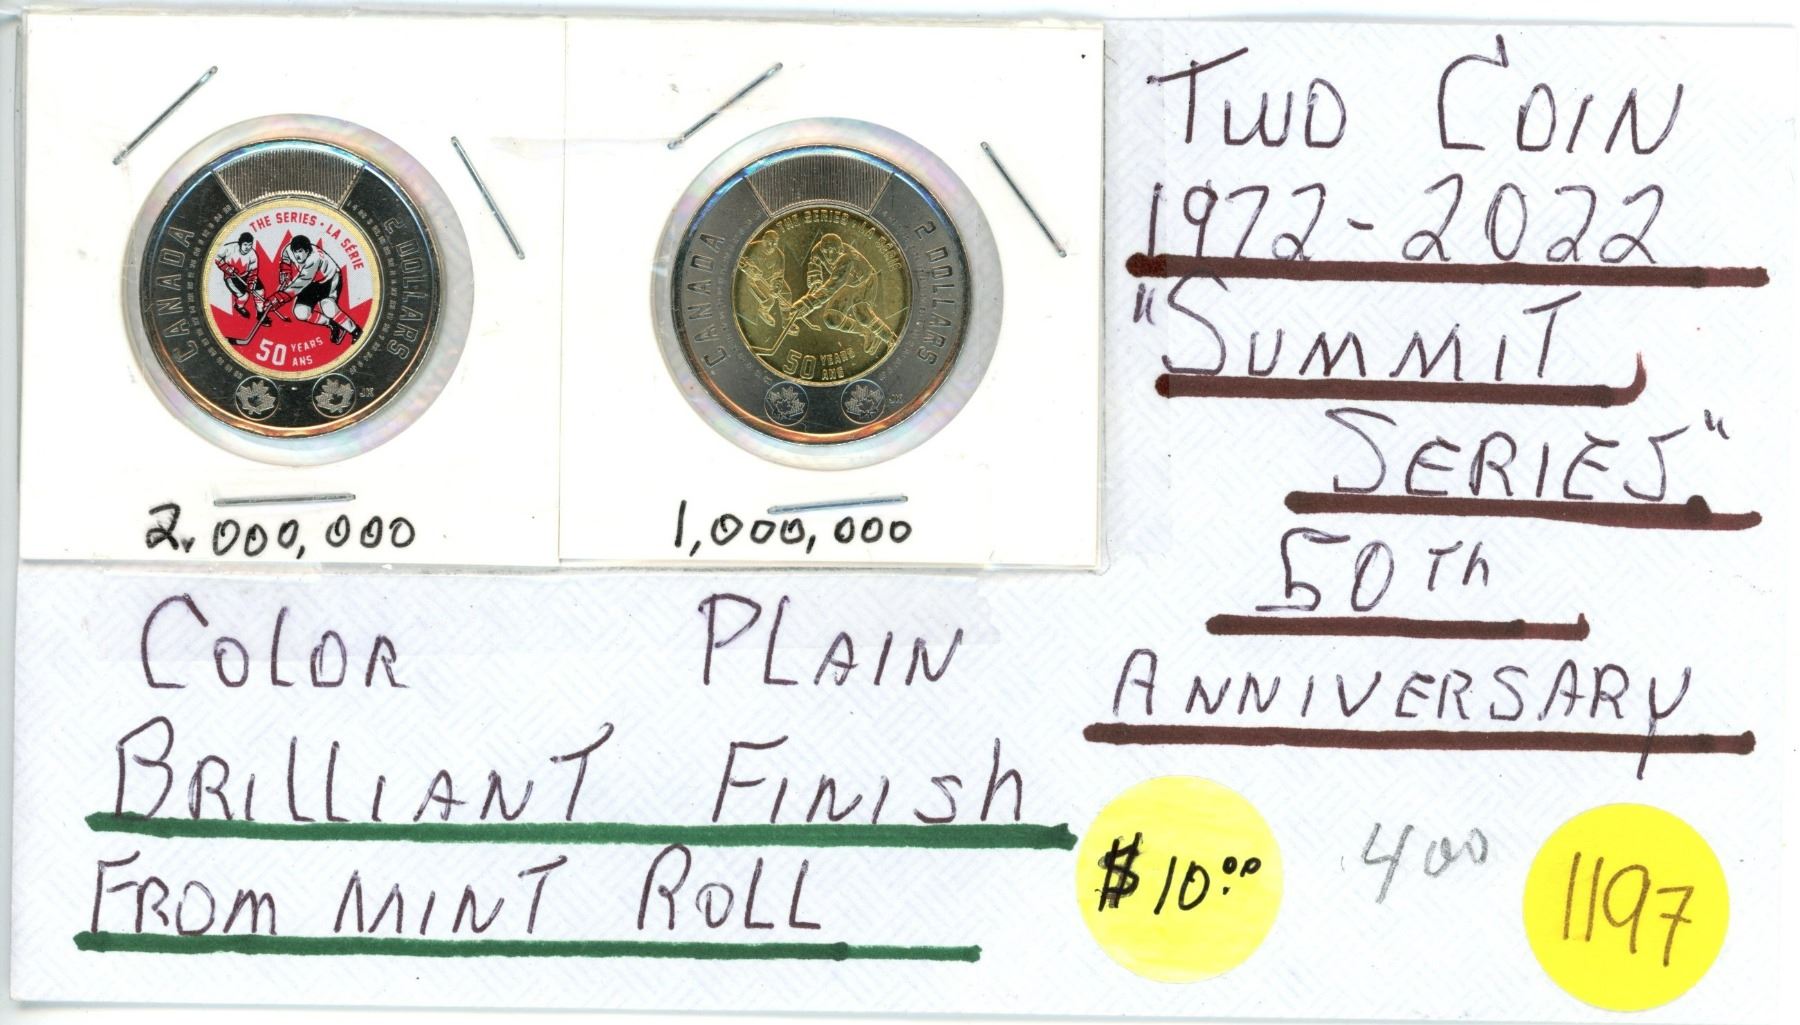 CANADA
2 DOLLARS
THE SERIES · LA SÉRIE
50 YEARS
ANS
JK
2,000,000
CANADA
2 DOLLARS
THE SERIES · LA SÉRIE
50 YEARS
ANS
JK
1,000,000
TWO COIN
1972-2022
"SUMMIT
SERIES"
50Th
ANNIVERSARY
COLOR PLAIN
BRILLIANT FINISh
FROM MINT ROLL
$10.00
400
1197